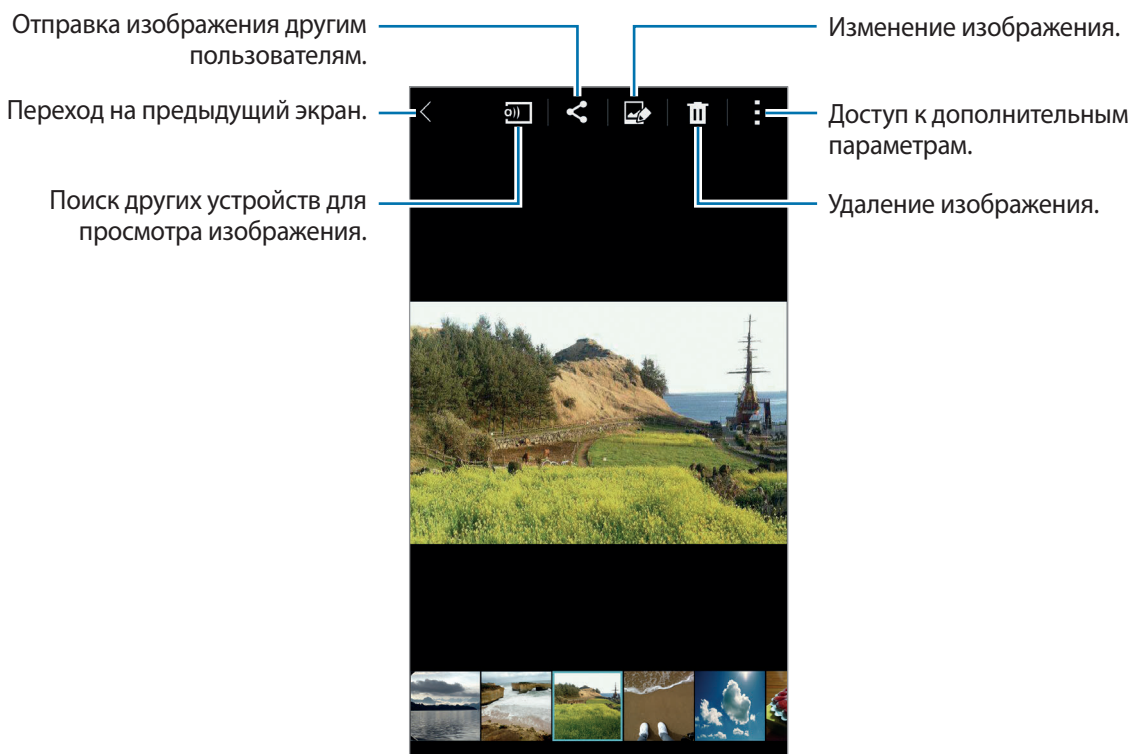 Отправка изображения другим
пользователям.
Переход на предыдущий экран.
Поиск других устройств для
просмотра изображения.
Изменение изображения.
Доступ к дополнительным
параметрам.
Удаление изображения.